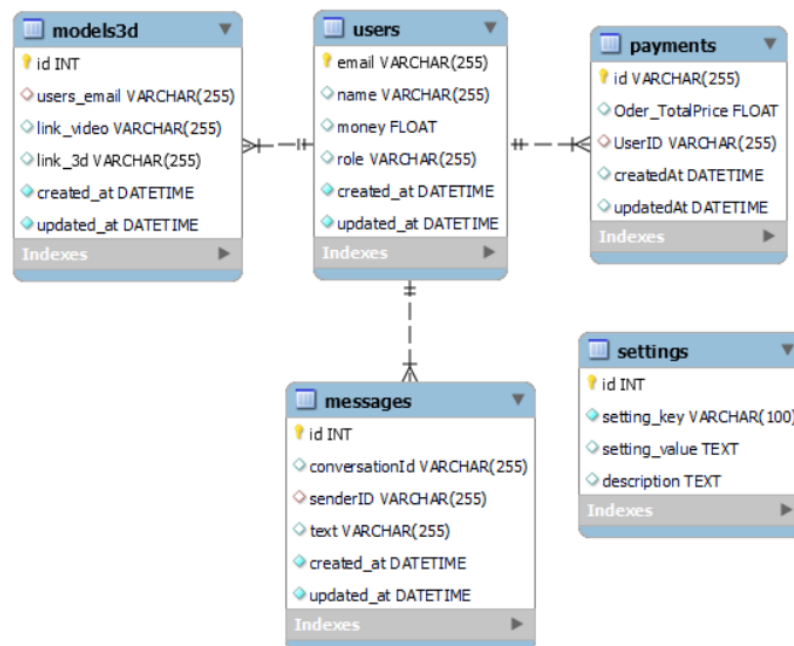 models3d
id INT
users_email VARCHAR(255)
link_video VARCHAR(255)
link_3d VARCHAR(255)
created_at DATETIME
updated_at DATETIME
Indexes
users
email VARCHAR(255)
name VARCHAR(255)
money FLOAT
role VARCHAR(255)
created_at DATETIME
updated_at DATETIME
Indexes
payments
id VARCHAR(255)
Oder_TotalPrice FLOAT
UserID VARCHAR(255)
createdAt DATETIME
updatedAt DATETIME
Indexes
messages
id INT
conversationId VARCHAR(255)
senderID VARCHAR(255)
text VARCHAR(255)
created_at DATETIME
updated_at DATETIME
Indexes
settings
id INT
setting_key VARCHAR(100)
setting_value TEXT
description TEXT
Indexes